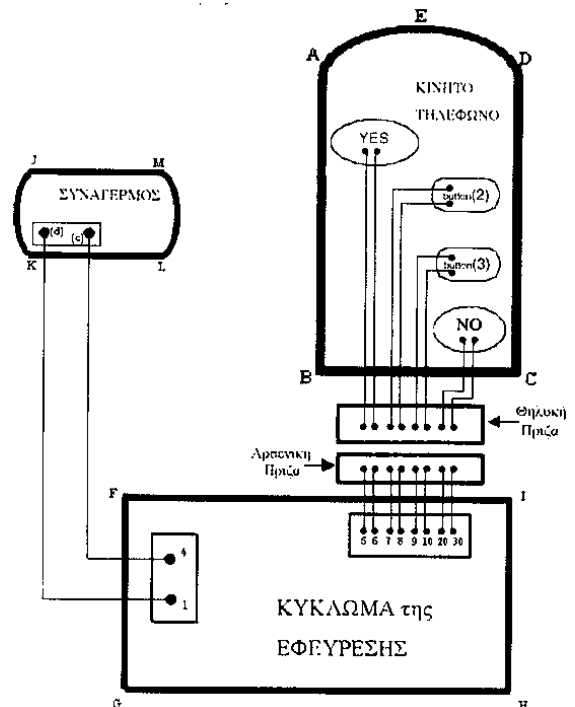 E
A
D
ΚΙΝΗΤΟ
ΤΗΛΕΦΩΝΟ
YES
J
M
ΣΥΝΑΓΕΡΜΟΣ
button(2)
(d)
(c)
K
L
button(3)
NO
B
C
Θηλυκή
Πρίζα
Αρσενική
Πρίζα
F
I
5 6 7 8 9 10 20 30
4
1
ΚΥΚΛΩΜΑ της
ΕΦΕΥΡΕΣΗΣ
G
H